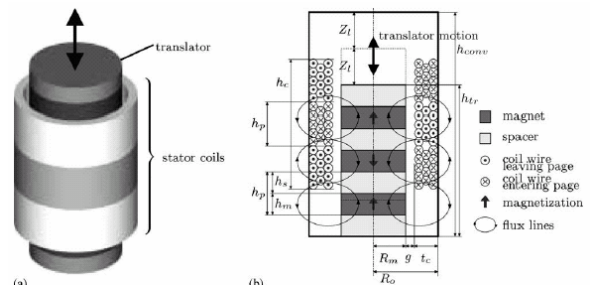 translator
stator coils
(a)
Z_l
translator motion
h_conv
Z_l
h_c
h_tr
h_p
magnet
spacer
coil wire
leaving page
coil wire
entering page
h_s
h_p
magnetization
h_m
flux lines
R_m g t_c
(b)
R_o